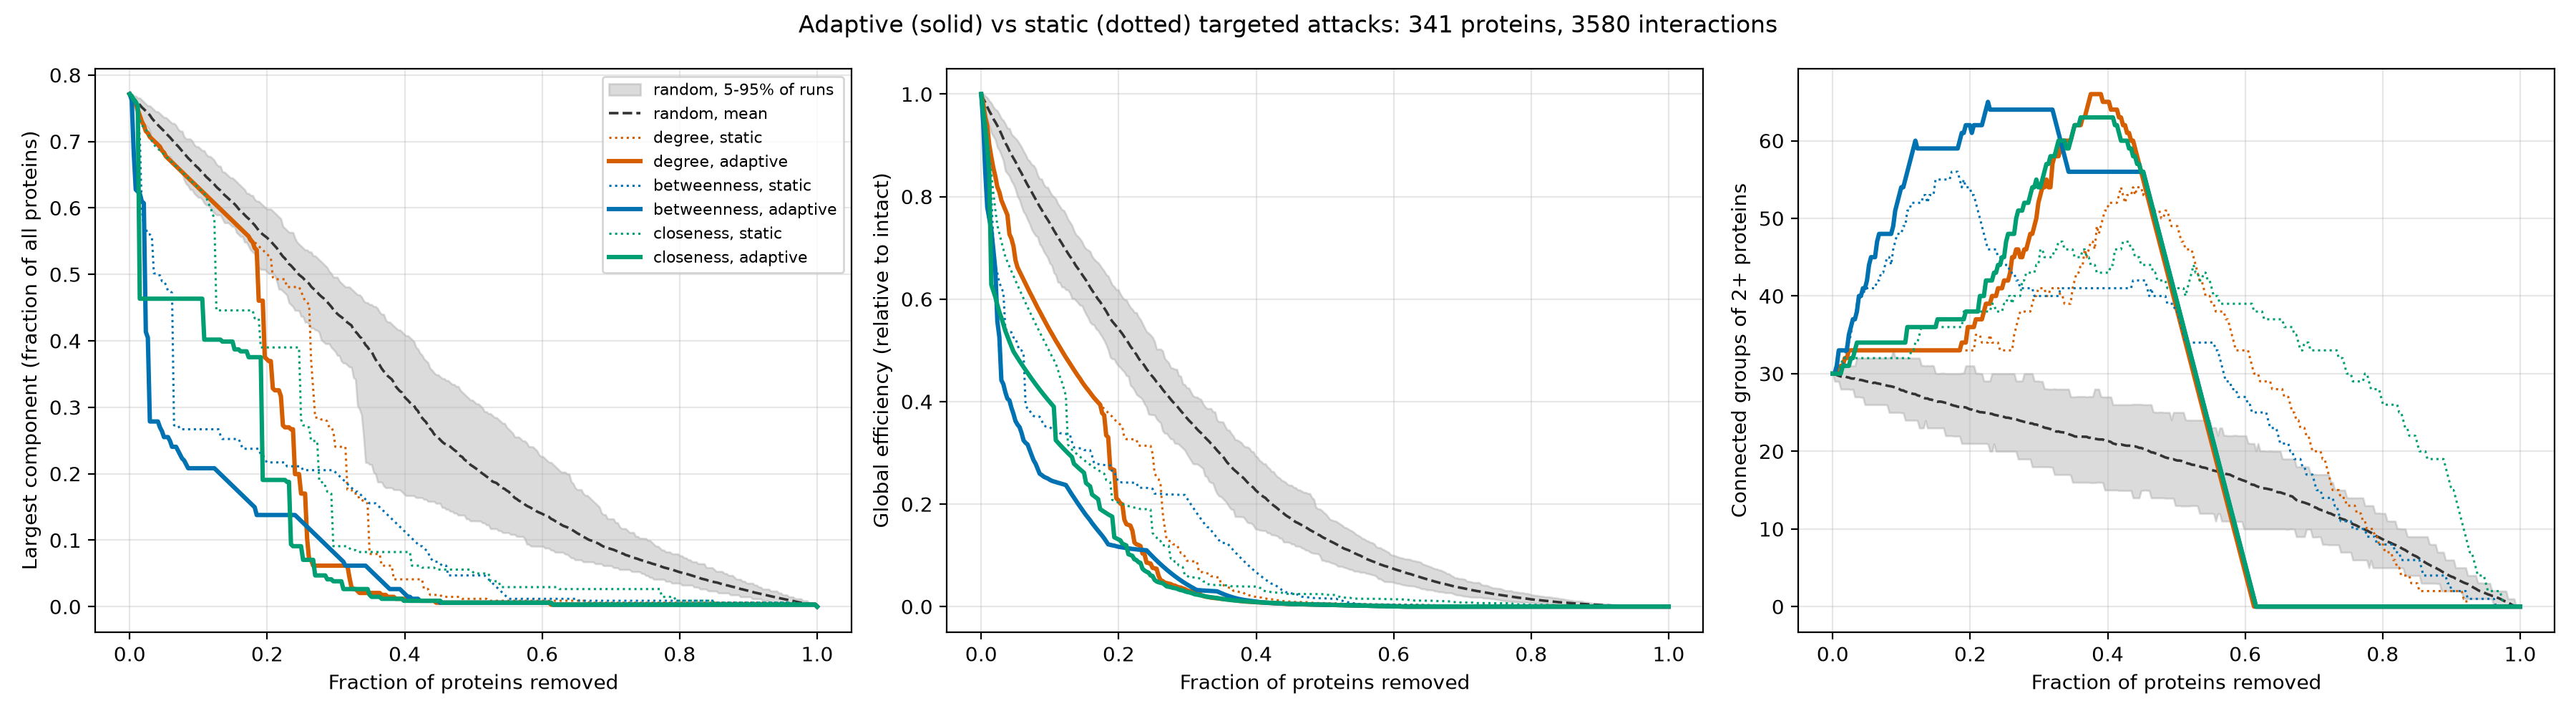 Adaptive (solid) vs static (dotted) targeted attacks: 341 proteins, 3580 interactions
Largest component (fraction of all proteins)
0.8
0.7
0.6
0.5
0.4
0.3
0.2
0.1
0.0
random, 5-95% of runs
random, mean
degree, static
degree, adaptive
betweenness, static
betweenness, adaptive
closeness, static
closeness, adaptive
0.0 0.2 0.4 0.6 0.8 1.0
Fraction of proteins removed
Global efficiency (relative to intact)
1.0
0.8
0.6
0.4
0.2
0.0
0.0 0.2 0.4 0.6 0.8 1.0
Fraction of proteins removed
Connected groups of 2+ proteins
60
50
40
30
20
10
0
0.0 0.2 0.4 0.6 0.8 1.0
Fraction of proteins removed